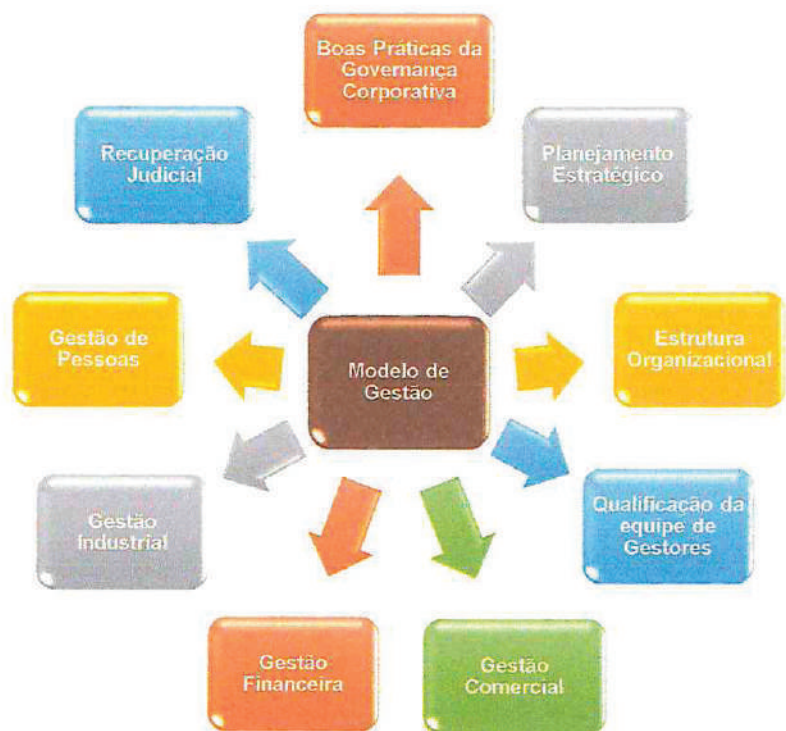 Boas Práticas da
Governança
Corporativa
Planejamento
Estratégico
Estrutura
Organizacional
Qualificação da
equipe de
Gestores
Gestão
Comercial
Gestão
Financeira
Gestão
Industrial
Gestão de
Pessoas
Recuperação
Judicial
Modelo de
Gestão